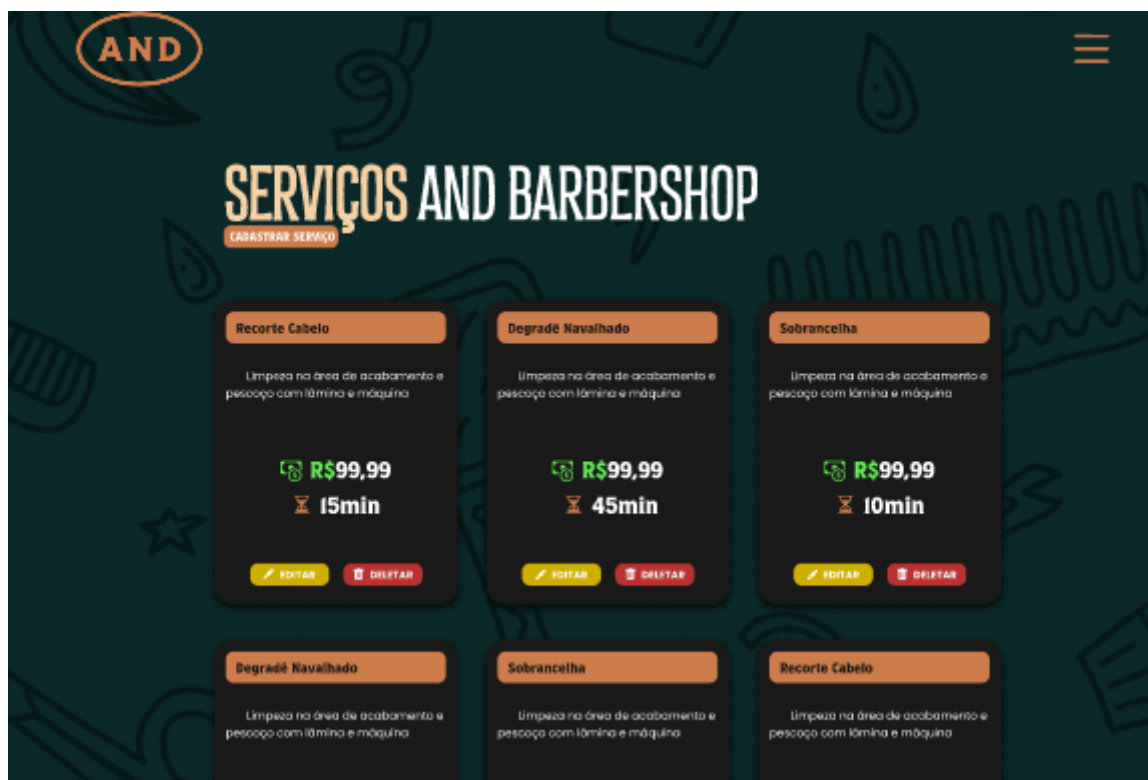 AND
SERVIÇOS AND BARBERSHOP
CADASTRAR SERVIÇO
Recorte Cabelo
Limpeza na área de acabamento e
pescoço com lâmina e máquina
R$99,99
15min
EDITAR DELETAR
Degradê Navalhado
Limpeza na área de acabamento e
pescoço com lâmina e máquina
R$99,99
45min
EDITAR DELETAR
Sobrancelha
Limpeza na área de acabamento e
pescoço com lâmina e máquina
R$99,99
10min
EDITAR DELETAR
Degradê Navalhado
Limpeza na área de acabamento e
pescoço com lâmina e máquina
Sobrancelha
Limpeza na área de acabamento e
pescoço com lâmina e máquina
Recorte Cabelo
Limpeza na área de acabamento e
pescoço com lâmina e máquina